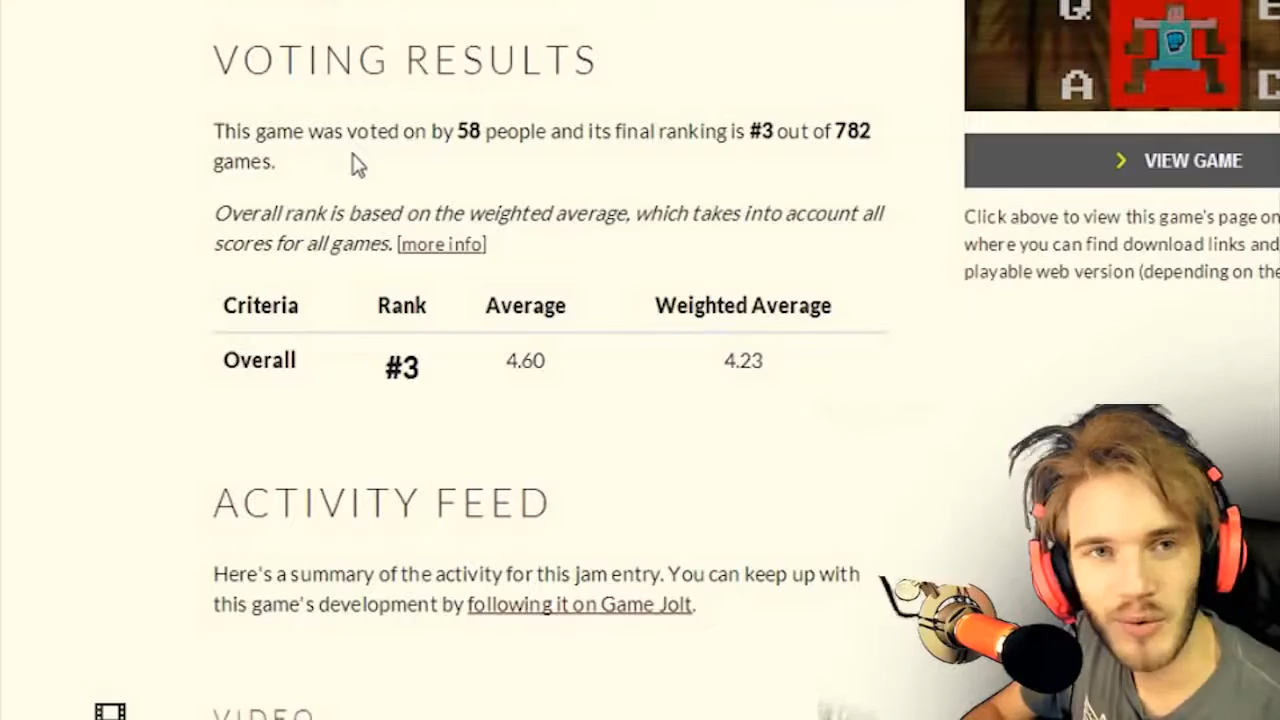 VOTING RESULTS
This game was voted on by 58 people and its final ranking is #3 out of 782
games.
Overall rank is based on the weighted average, which takes into account all
scores for all games. [more info]
Criteria Rank Average Weighted Average
Overall #3 4.60 4.23
ACTIVITY FEED
Here's a summary of the activity for this jam entry. You can keep up with
this game's development by following it on Game Jolt.
VIDEO
Q E
A C
VIEW GAME
Click above to view this game's page on
where you can find download links and
playable web version (depending on the